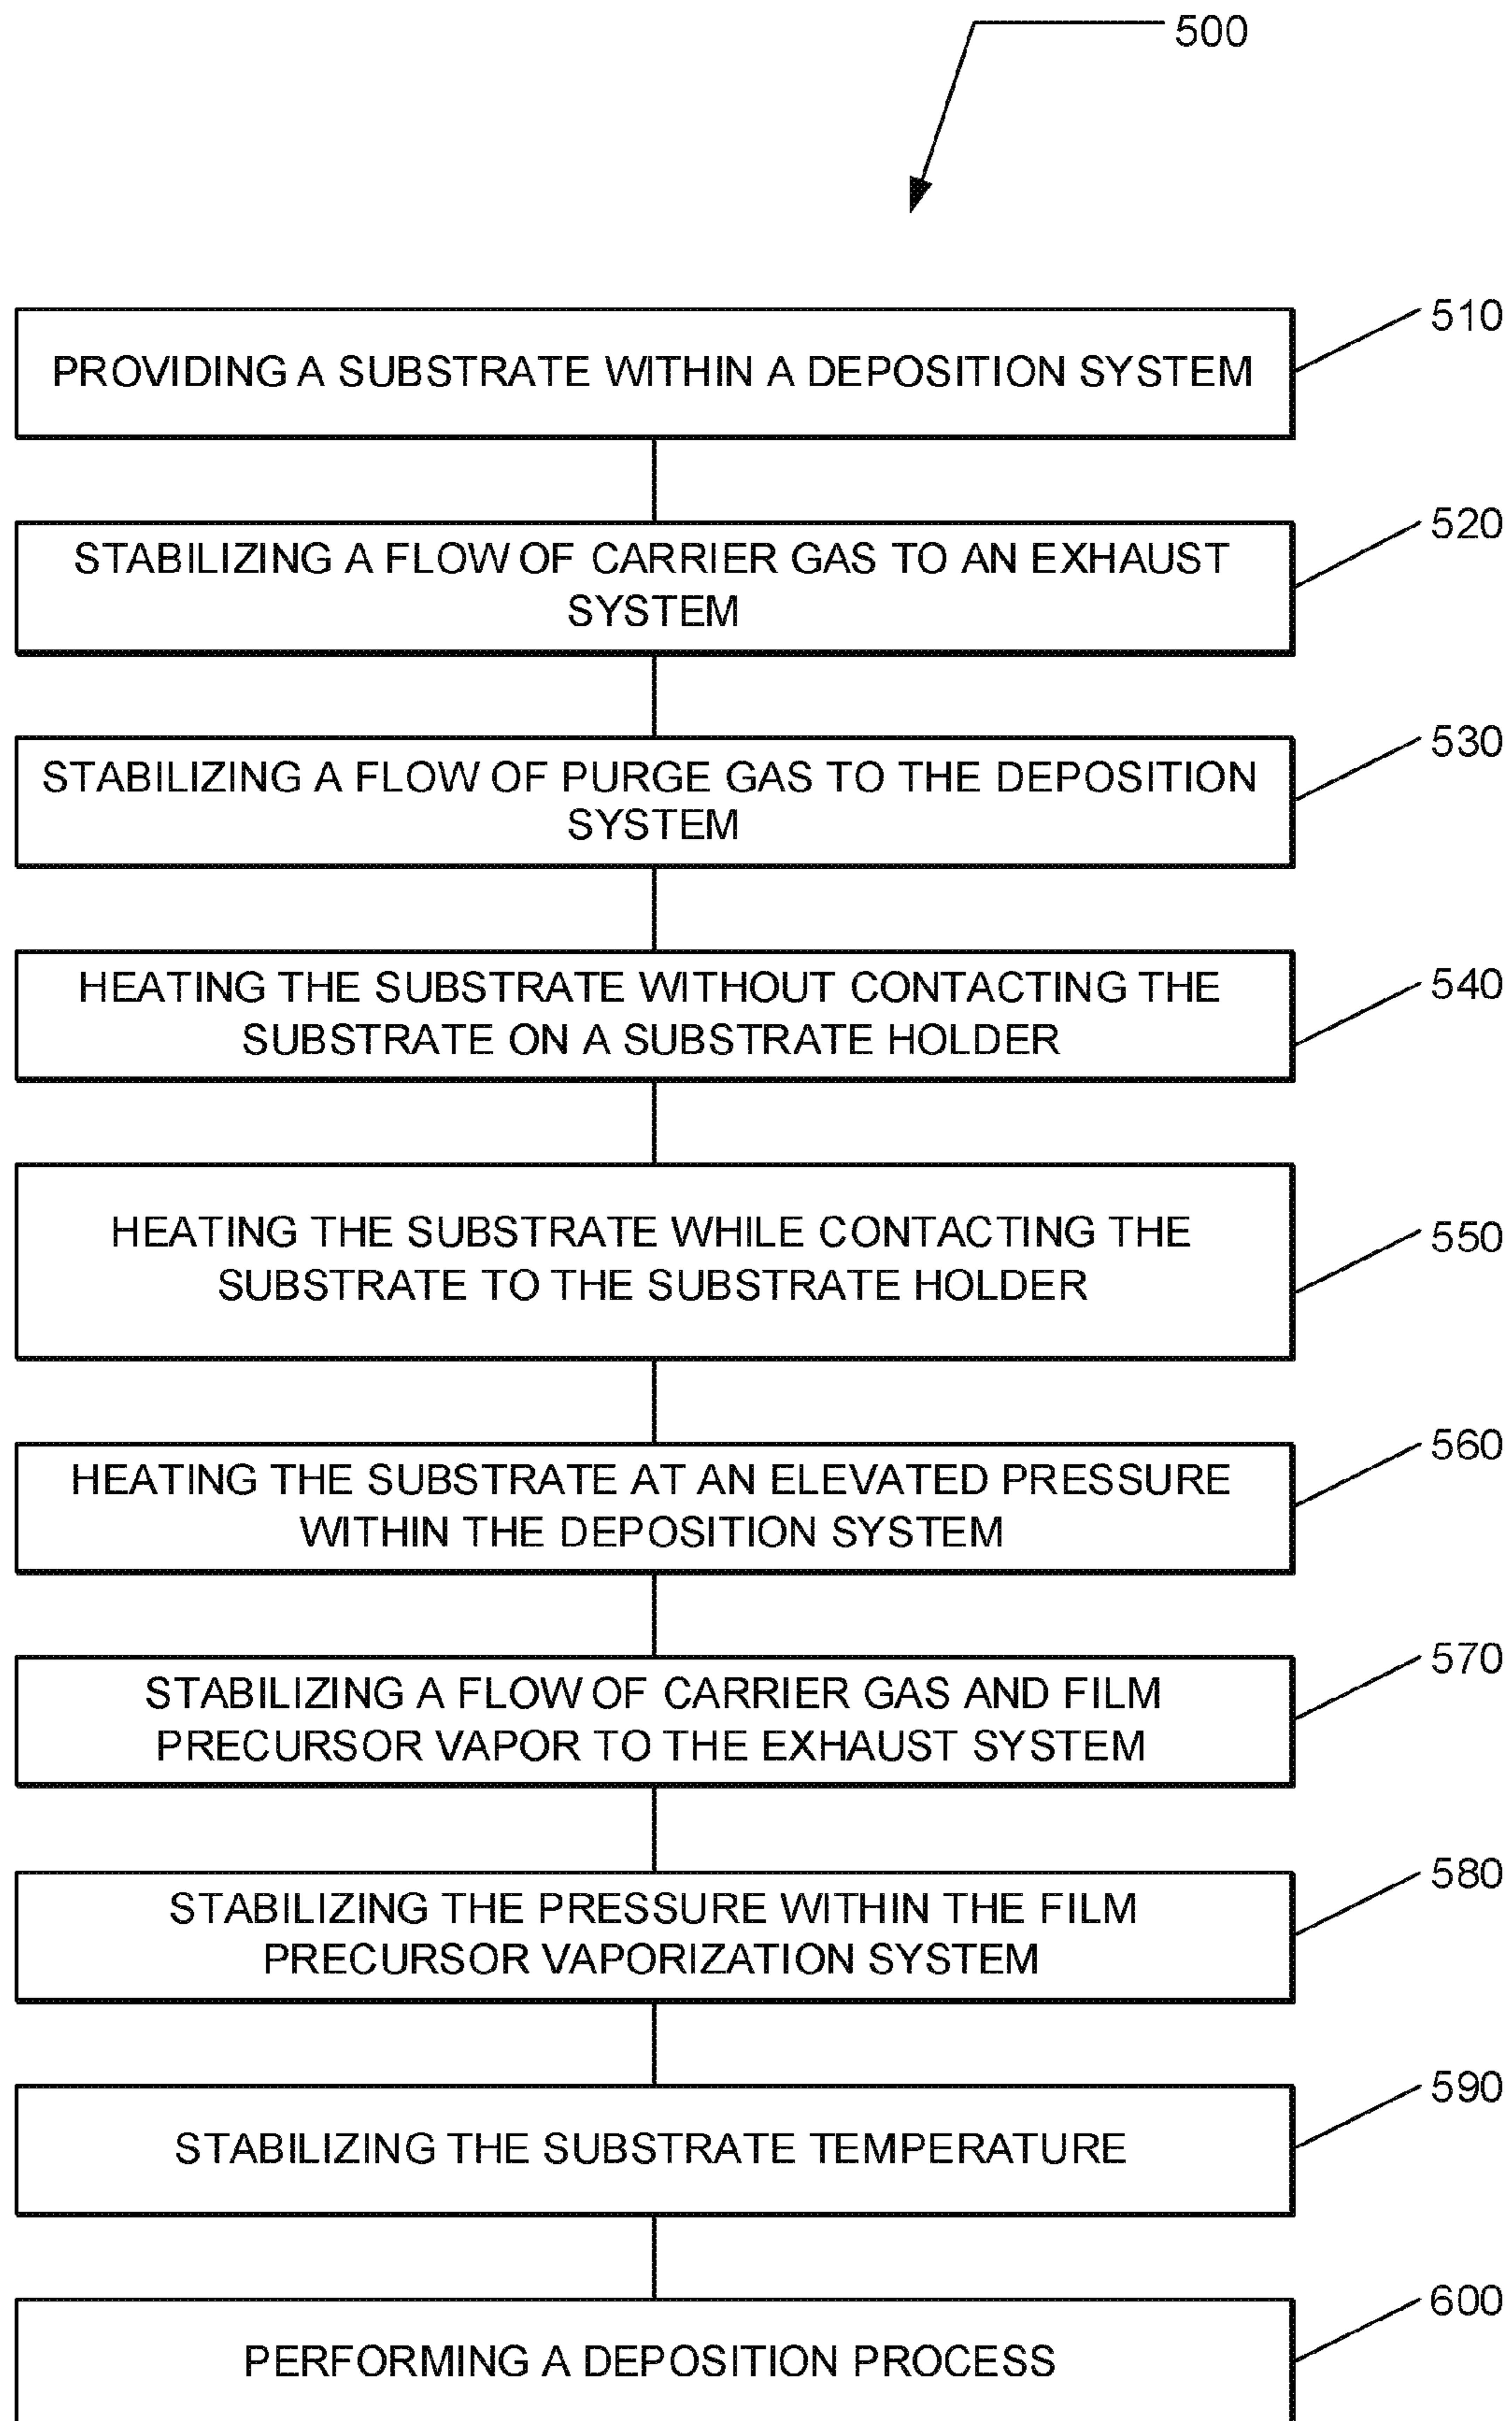 500
510
PROVIDING A SUBSTRATE WITHIN A DEPOSITION SYSTEM
520
STABILIZING A FLOW OF CARRIER GAS TO AN EXHAUST
SYSTEM
530
STABILIZING A FLOW OF PURGE GAS TO THE DEPOSITION
SYSTEM
540
HEATING THE SUBSTRATE WITHOUT CONTACTING THE
SUBSTRATE ON A SUBSTRATE HOLDER
550
HEATING THE SUBSTRATE WHILE CONTACTING THE
SUBSTRATE TO THE SUBSTRATE HOLDER
560
HEATING THE SUBSTRATE AT AN ELEVATED PRESSURE
WITHIN THE DEPOSITION SYSTEM
570
STABILIZING A FLOW OF CARRIER GAS AND FILM
PRECURSOR VAPOR TO THE EXHAUST SYSTEM
580
STABILIZING THE PRESSURE WITHIN THE FILM
PRECURSOR VAPORIZATION SYSTEM
590
STABILIZING THE SUBSTRATE TEMPERATURE
600
PERFORMING A DEPOSITION PROCESS